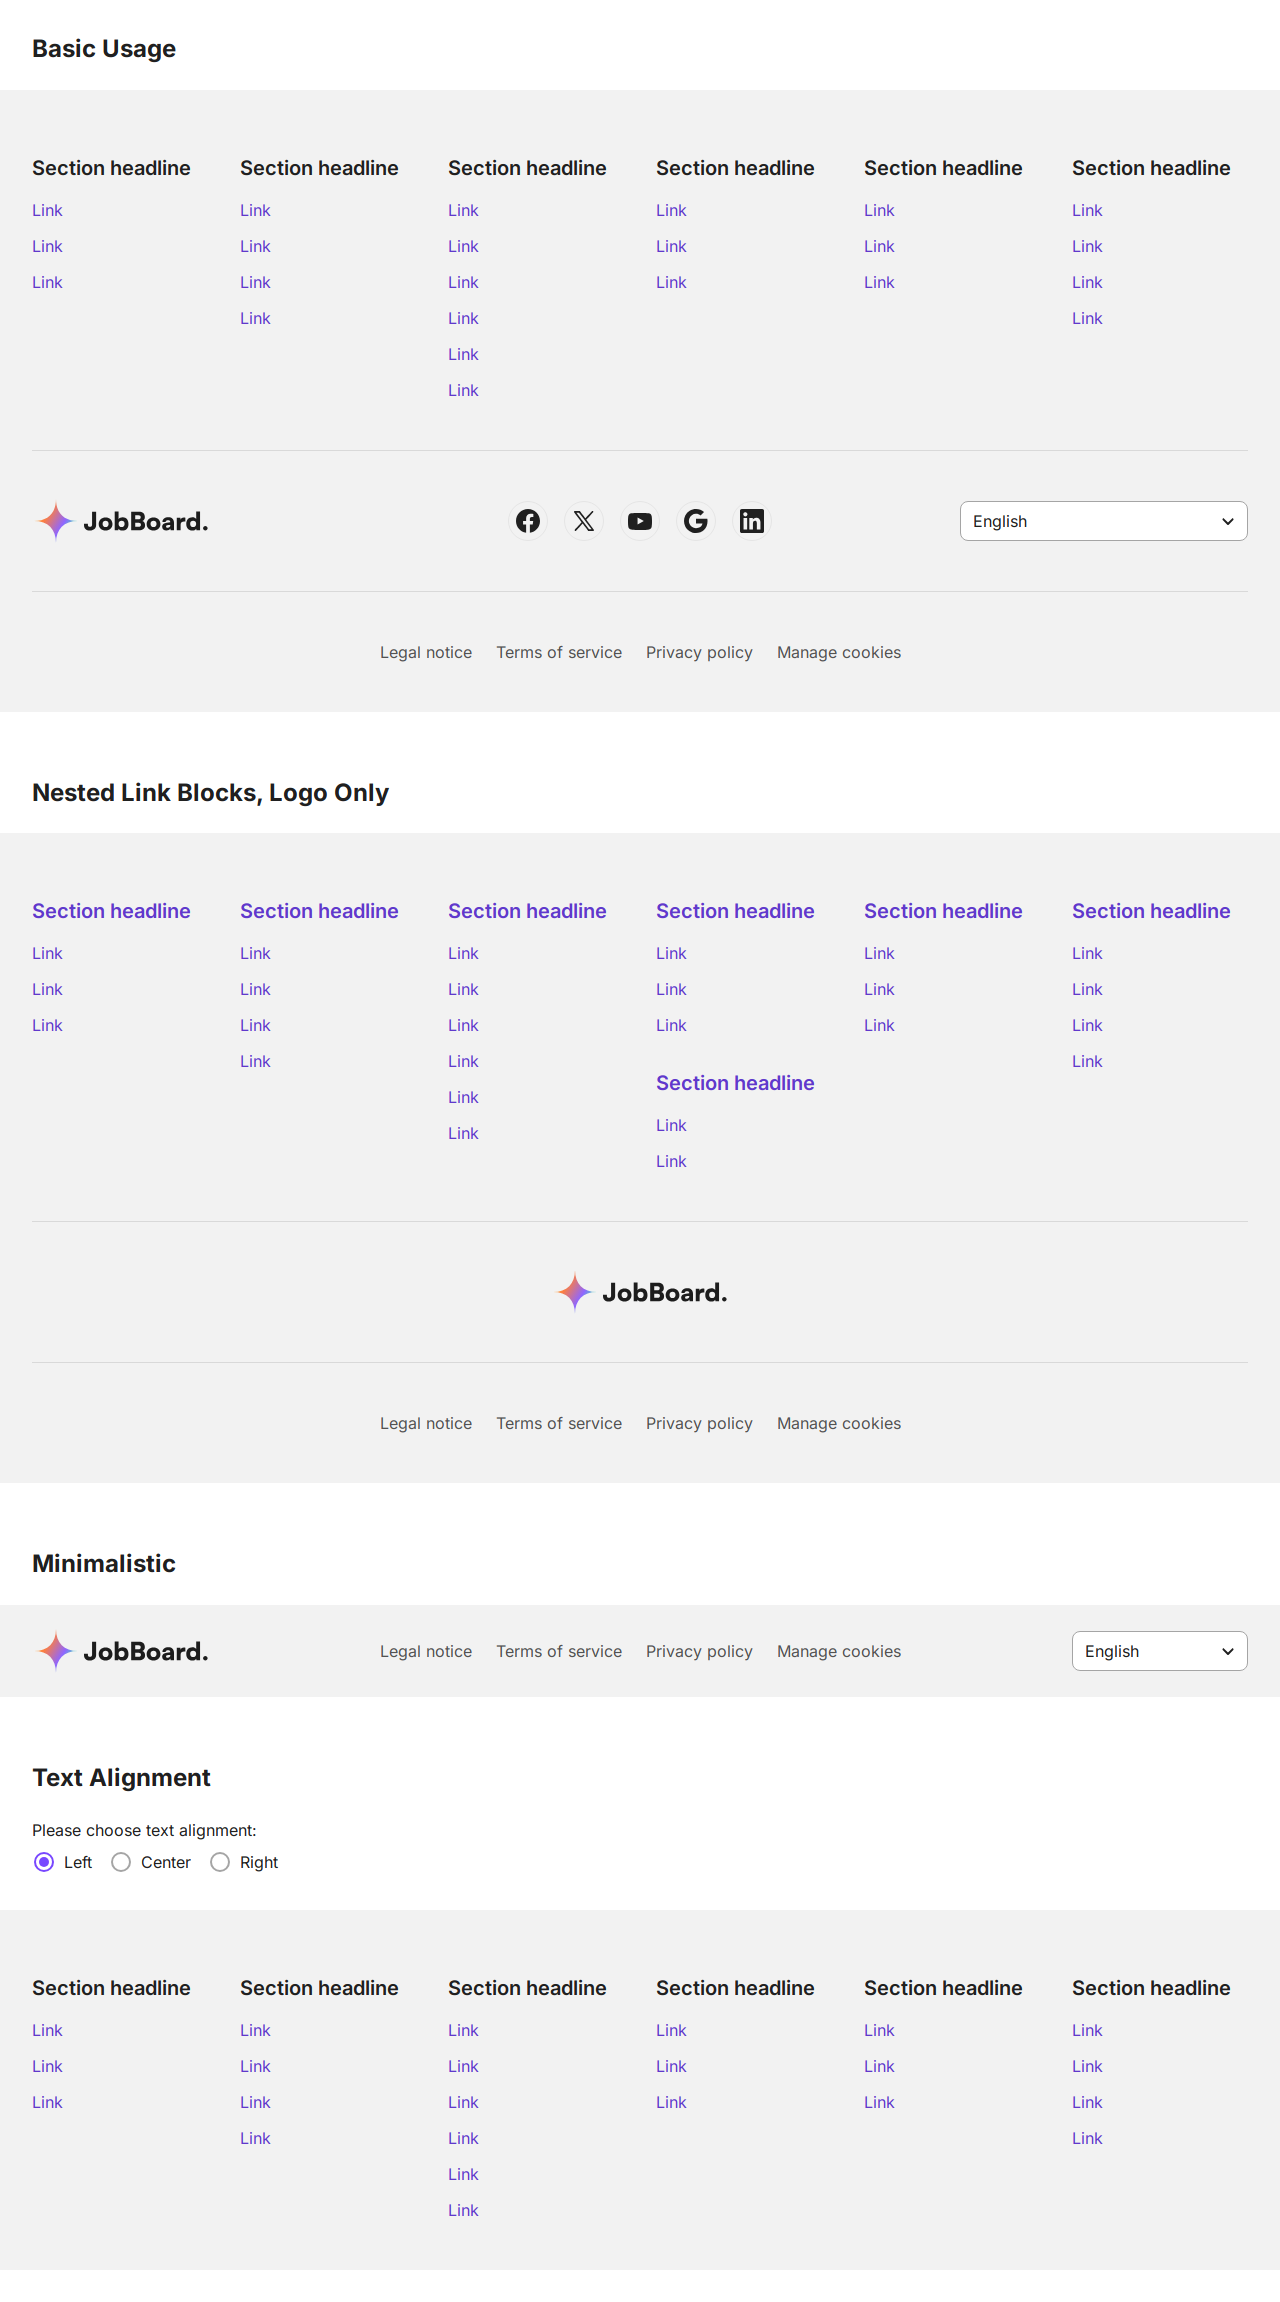 Basic Usage
Section headline Section headline Section headline Section headline Section headline Section headline
Link Link Link Link Link Link
Link Link Link Link Link Link
Link Link Link Link Link Link
Link Link Link
Link
Link
JobBoard. English
Legal notice Terms of service Privacy policy Manage cookies
Nested Link Blocks, Logo Only
Section headline Section headline Section headline Section headline Section headline Section headline
Link Link Link Link Link Link
Link Link Link Link Link Link
Link Link Link Link Link Link
Link Link Link
Section headline
Link
Link
Link
Link
JobBoard.
Legal notice Terms of service Privacy policy Manage cookies
Minimalistic
JobBoard. Legal notice Terms of service Privacy policy Manage cookies English
Text Alignment
Please choose text alignment:
Left Center Right
Section headline Section headline Section headline Section headline Section headline Section headline
Link Link Link Link Link Link
Link Link Link Link Link Link
Link Link Link Link Link Link
Link Link Link
Link
Link